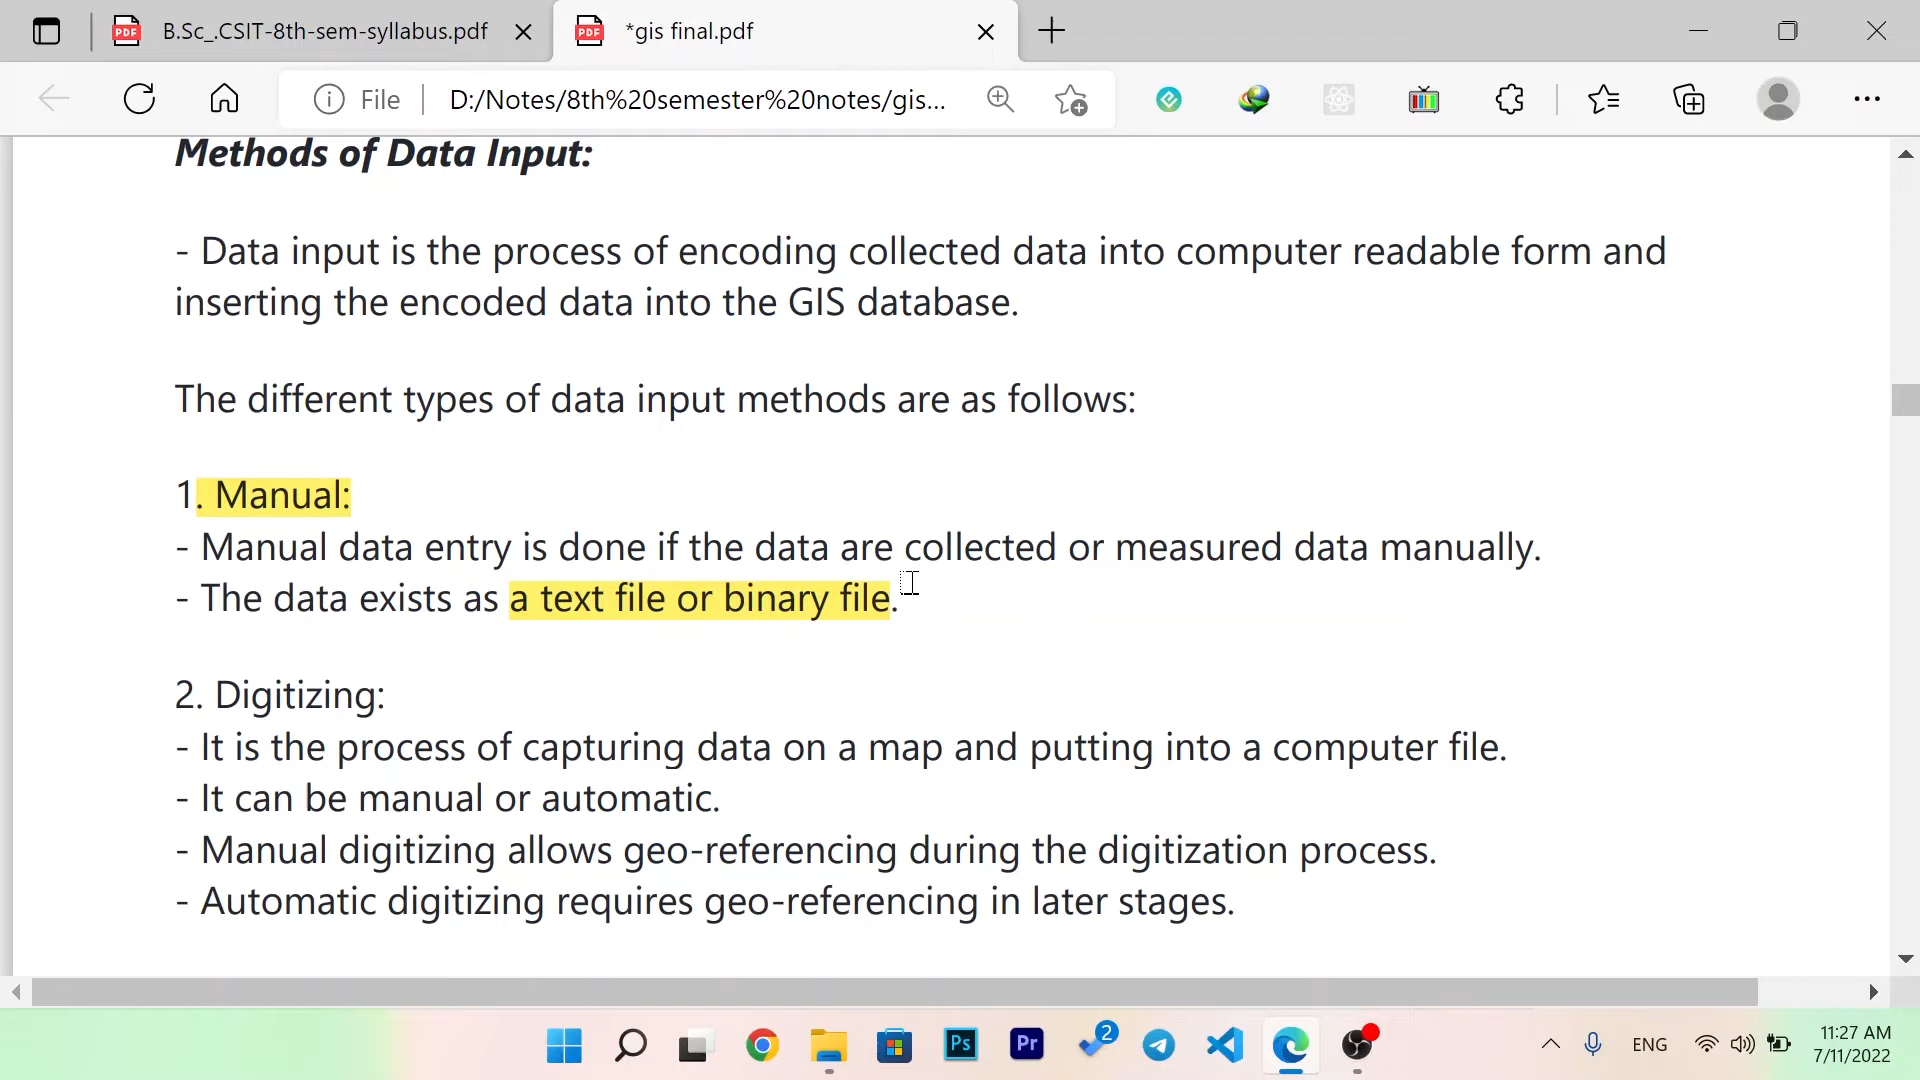 B.Sc_.CSIT-8th-sem-syllabus.pdf
*gis final.pdf
File
D:/Notes/8th%20semester%20notes/gis...
Methods of Data Input:
- Data input is the process of encoding collected data into computer readable form and
inserting the encoded data into the GIS database.
The different types of data input methods are as follows:
1. Manual:
- Manual data entry is done if the data are collected or measured data manually.
- The data exists as a text file or binary file.
2. Digitizing:
- It is the process of capturing data on a map and putting into a computer file.
- It can be manual or automatic.
- Manual digitizing allows geo-referencing during the digitization process.
- Automatic digitizing requires geo-referencing in later stages.
PDF
PDF
Ps
Pr
2
ENG
11:27 AM
7/11/2022